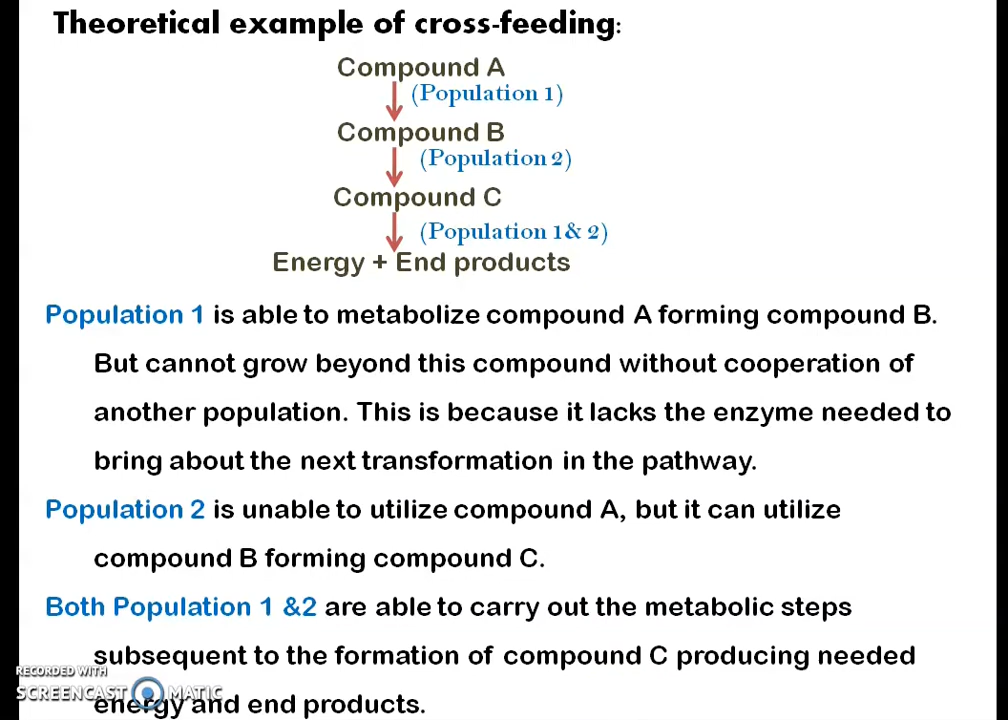 Theoretical example of cross-feeding:
Compound A
(Population 1)
Compound B
(Population 2)
Compound C
(Population 1& 2)
Energy + End products
Population 1 is able to metabolize compound A forming compound B.
But cannot grow beyond this compound without cooperation of
another population. This is because it lacks the enzyme needed to
bring about the next transformation in the pathway.
Population 2 is unable to utilize compound A, but it can utilize
compound B forming compound C.
Both Population 1 &2 are able to carry out the metabolic steps
subsequent to the formation of compound C producing needed
energy and end products.
RECORDED WITH
SCREENCAST MATIC